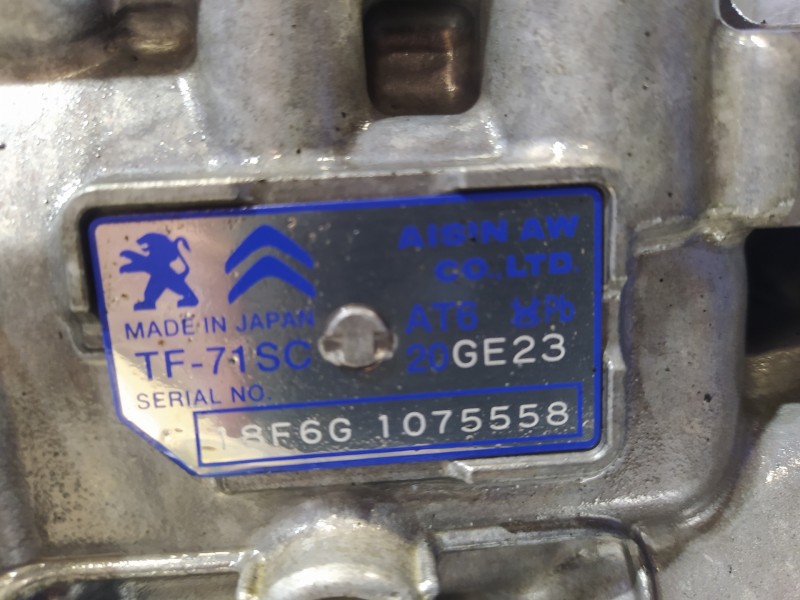 AISIN AW
CO.,LTD.
MADE IN JAPAN
AT6
TF-71SC
20GE23
SERIAL NO.
18F6G 1075558